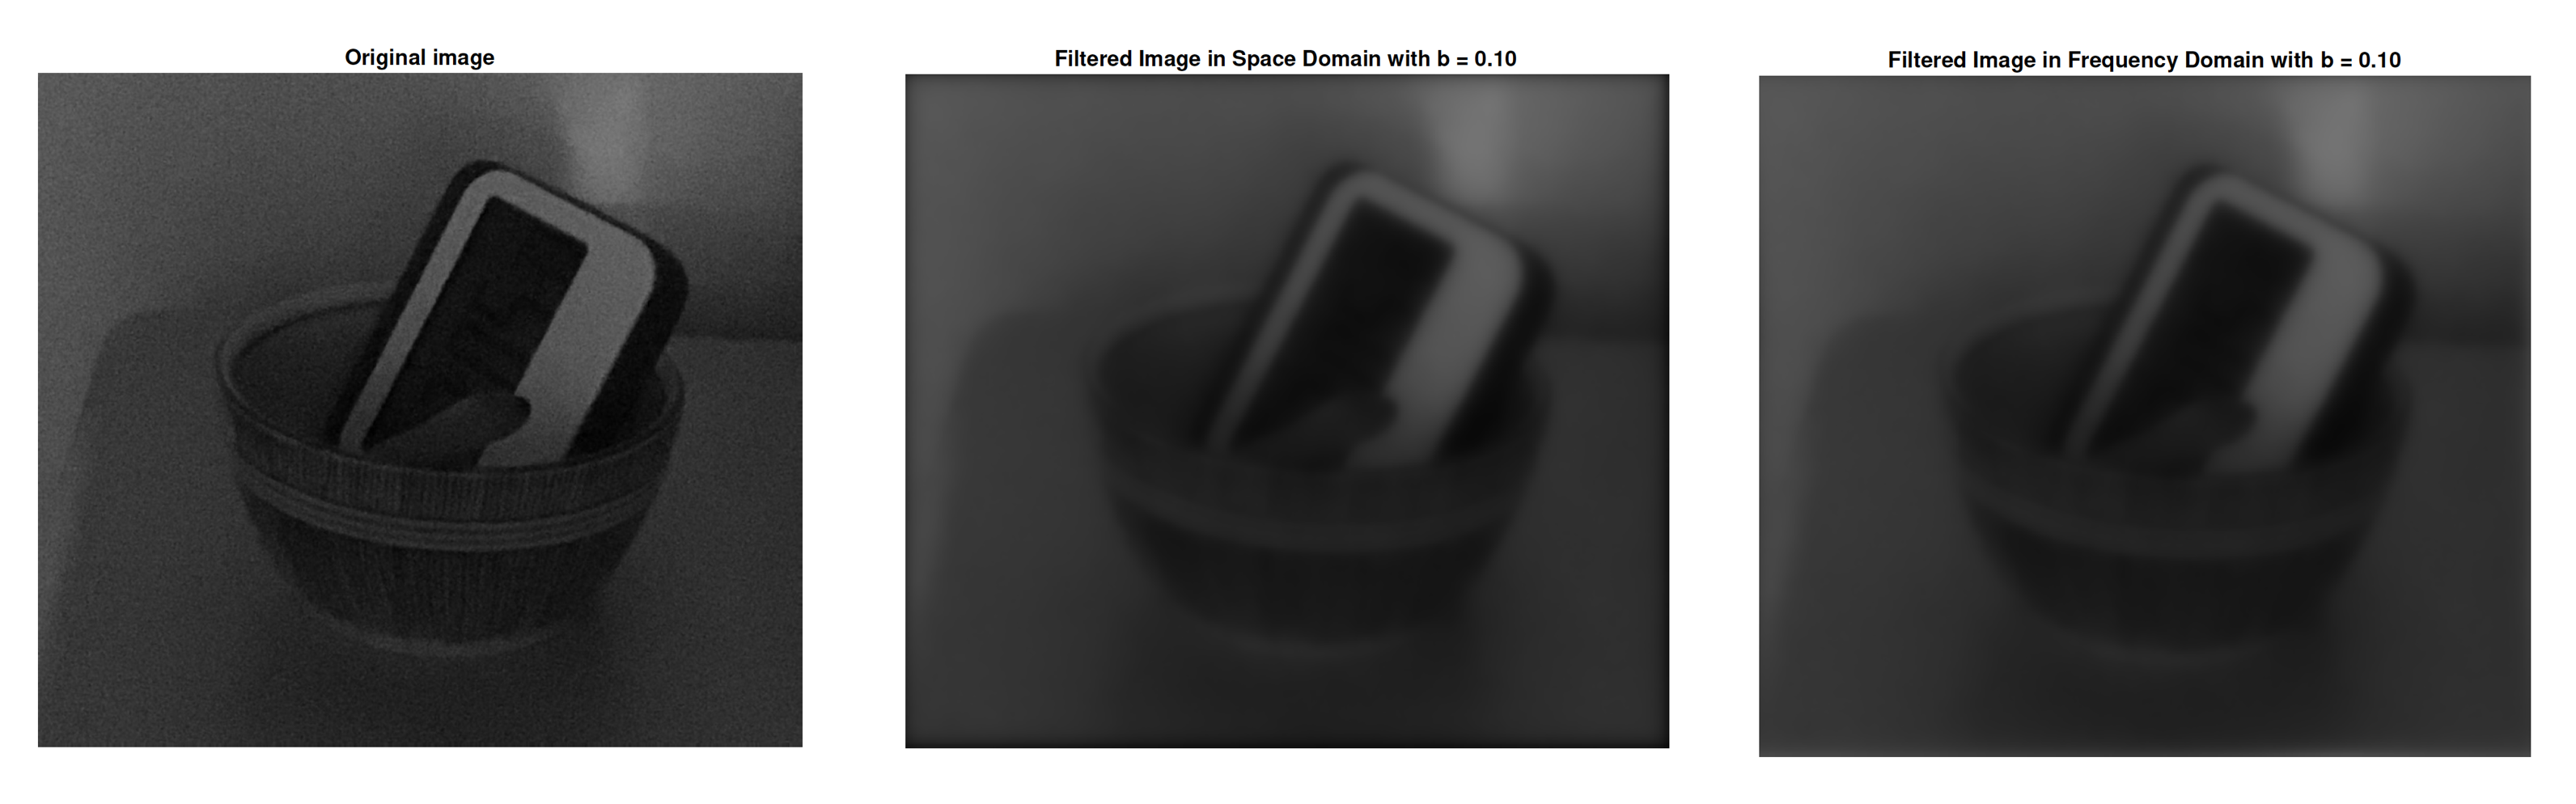 Original image
Filtered Image in Space Domain with b = 0.10
Filtered Image in Frequency Domain with b = 0.10